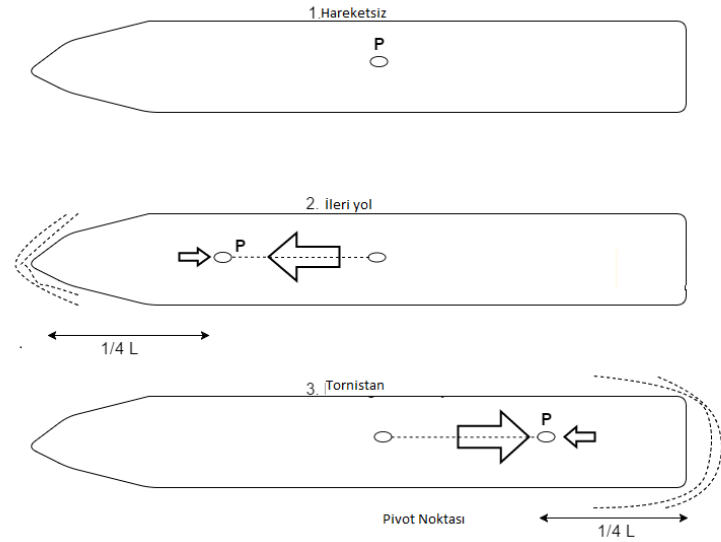 1.Hareketsiz
P
2. İleri yol
P
1/4 L
3. Tornistan
P
Pivot Noktası
1/4 L